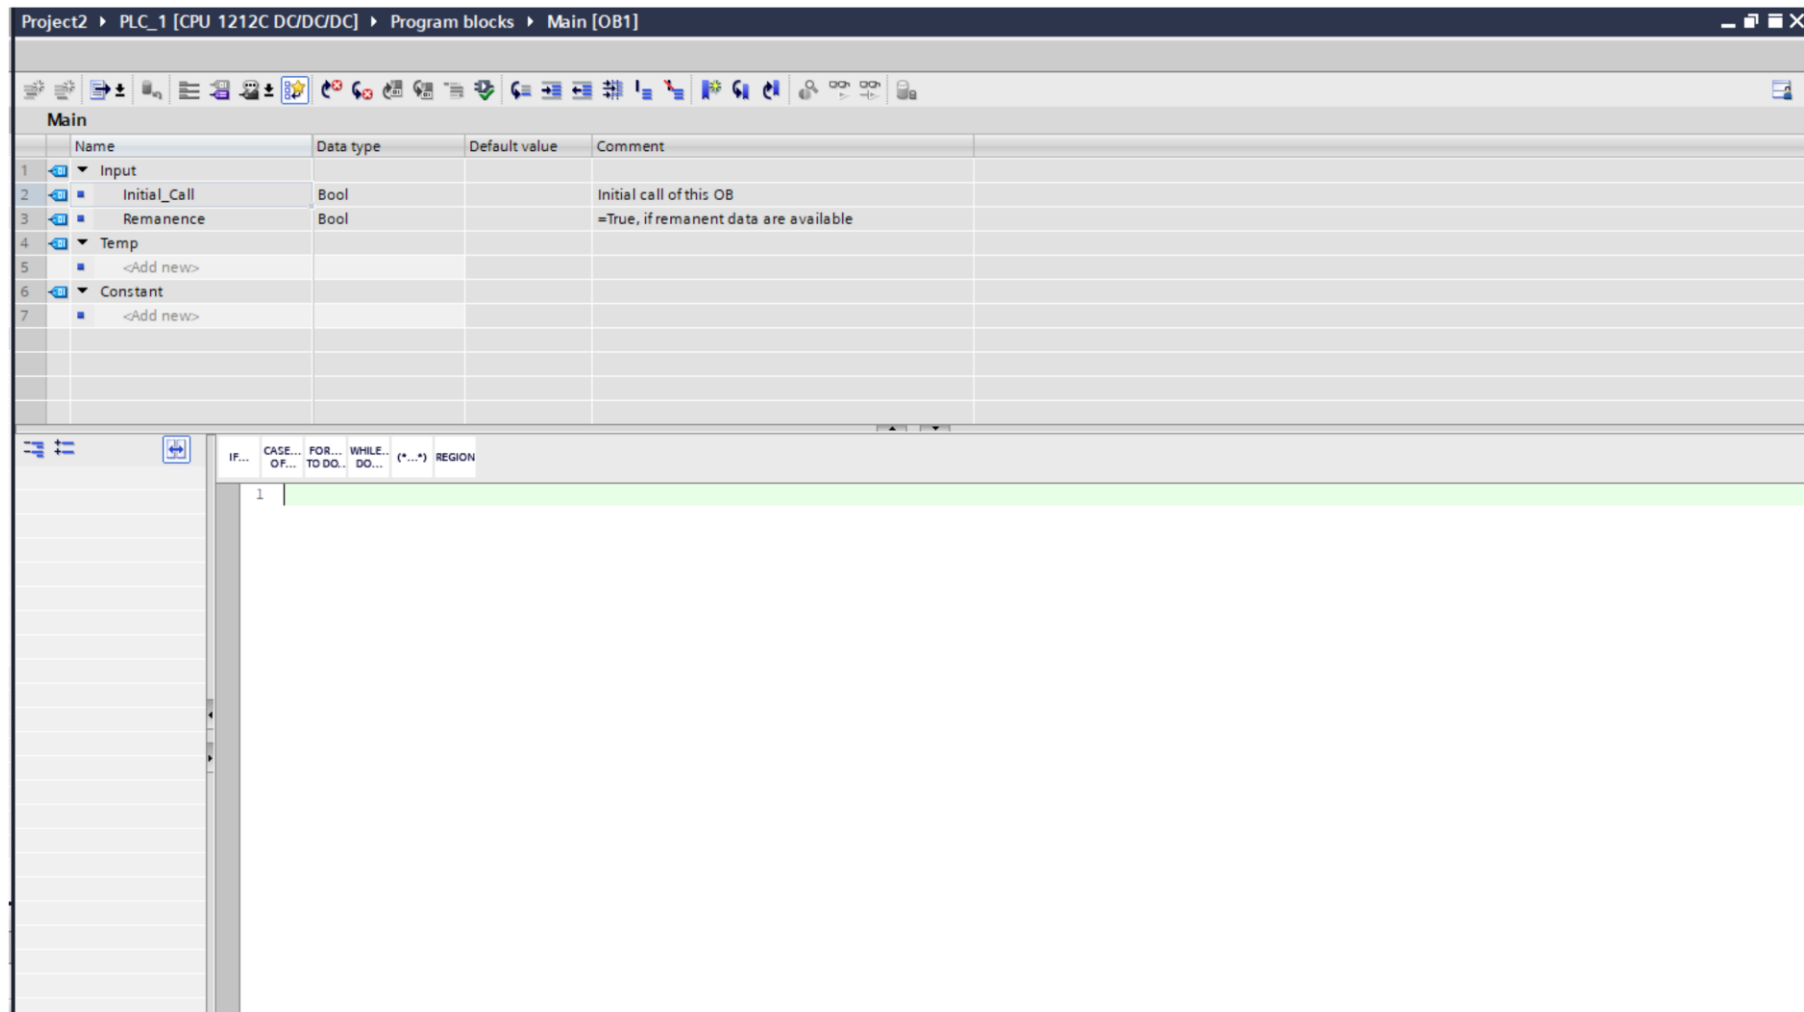 Project2 ▸ PLC_1 [CPU 1212C DC/DC/DC] ▸ Program blocks ▸ Main [OB1]
Main
Name Data type Default value Comment
1 Input
2 Initial_Call Bool Initial call of this OB
3 Remanence Bool =True, if remanent data are available
4 Temp
5 <Add new>
6 Constant
7 <Add new>
IF... CASE... OF... FOR... TO DO.. WHILE.. DO... (*...*) REGION
1